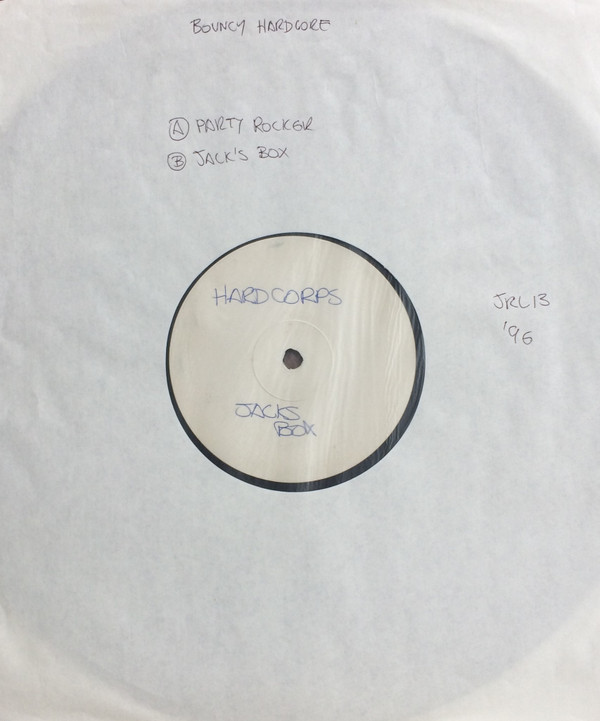 BOUNCY HARDCORE
Ⓐ PARTY ROCKER
Ⓑ JACK'S BOX
HARDCORPS
JRL13
'96
JACKS
BOX